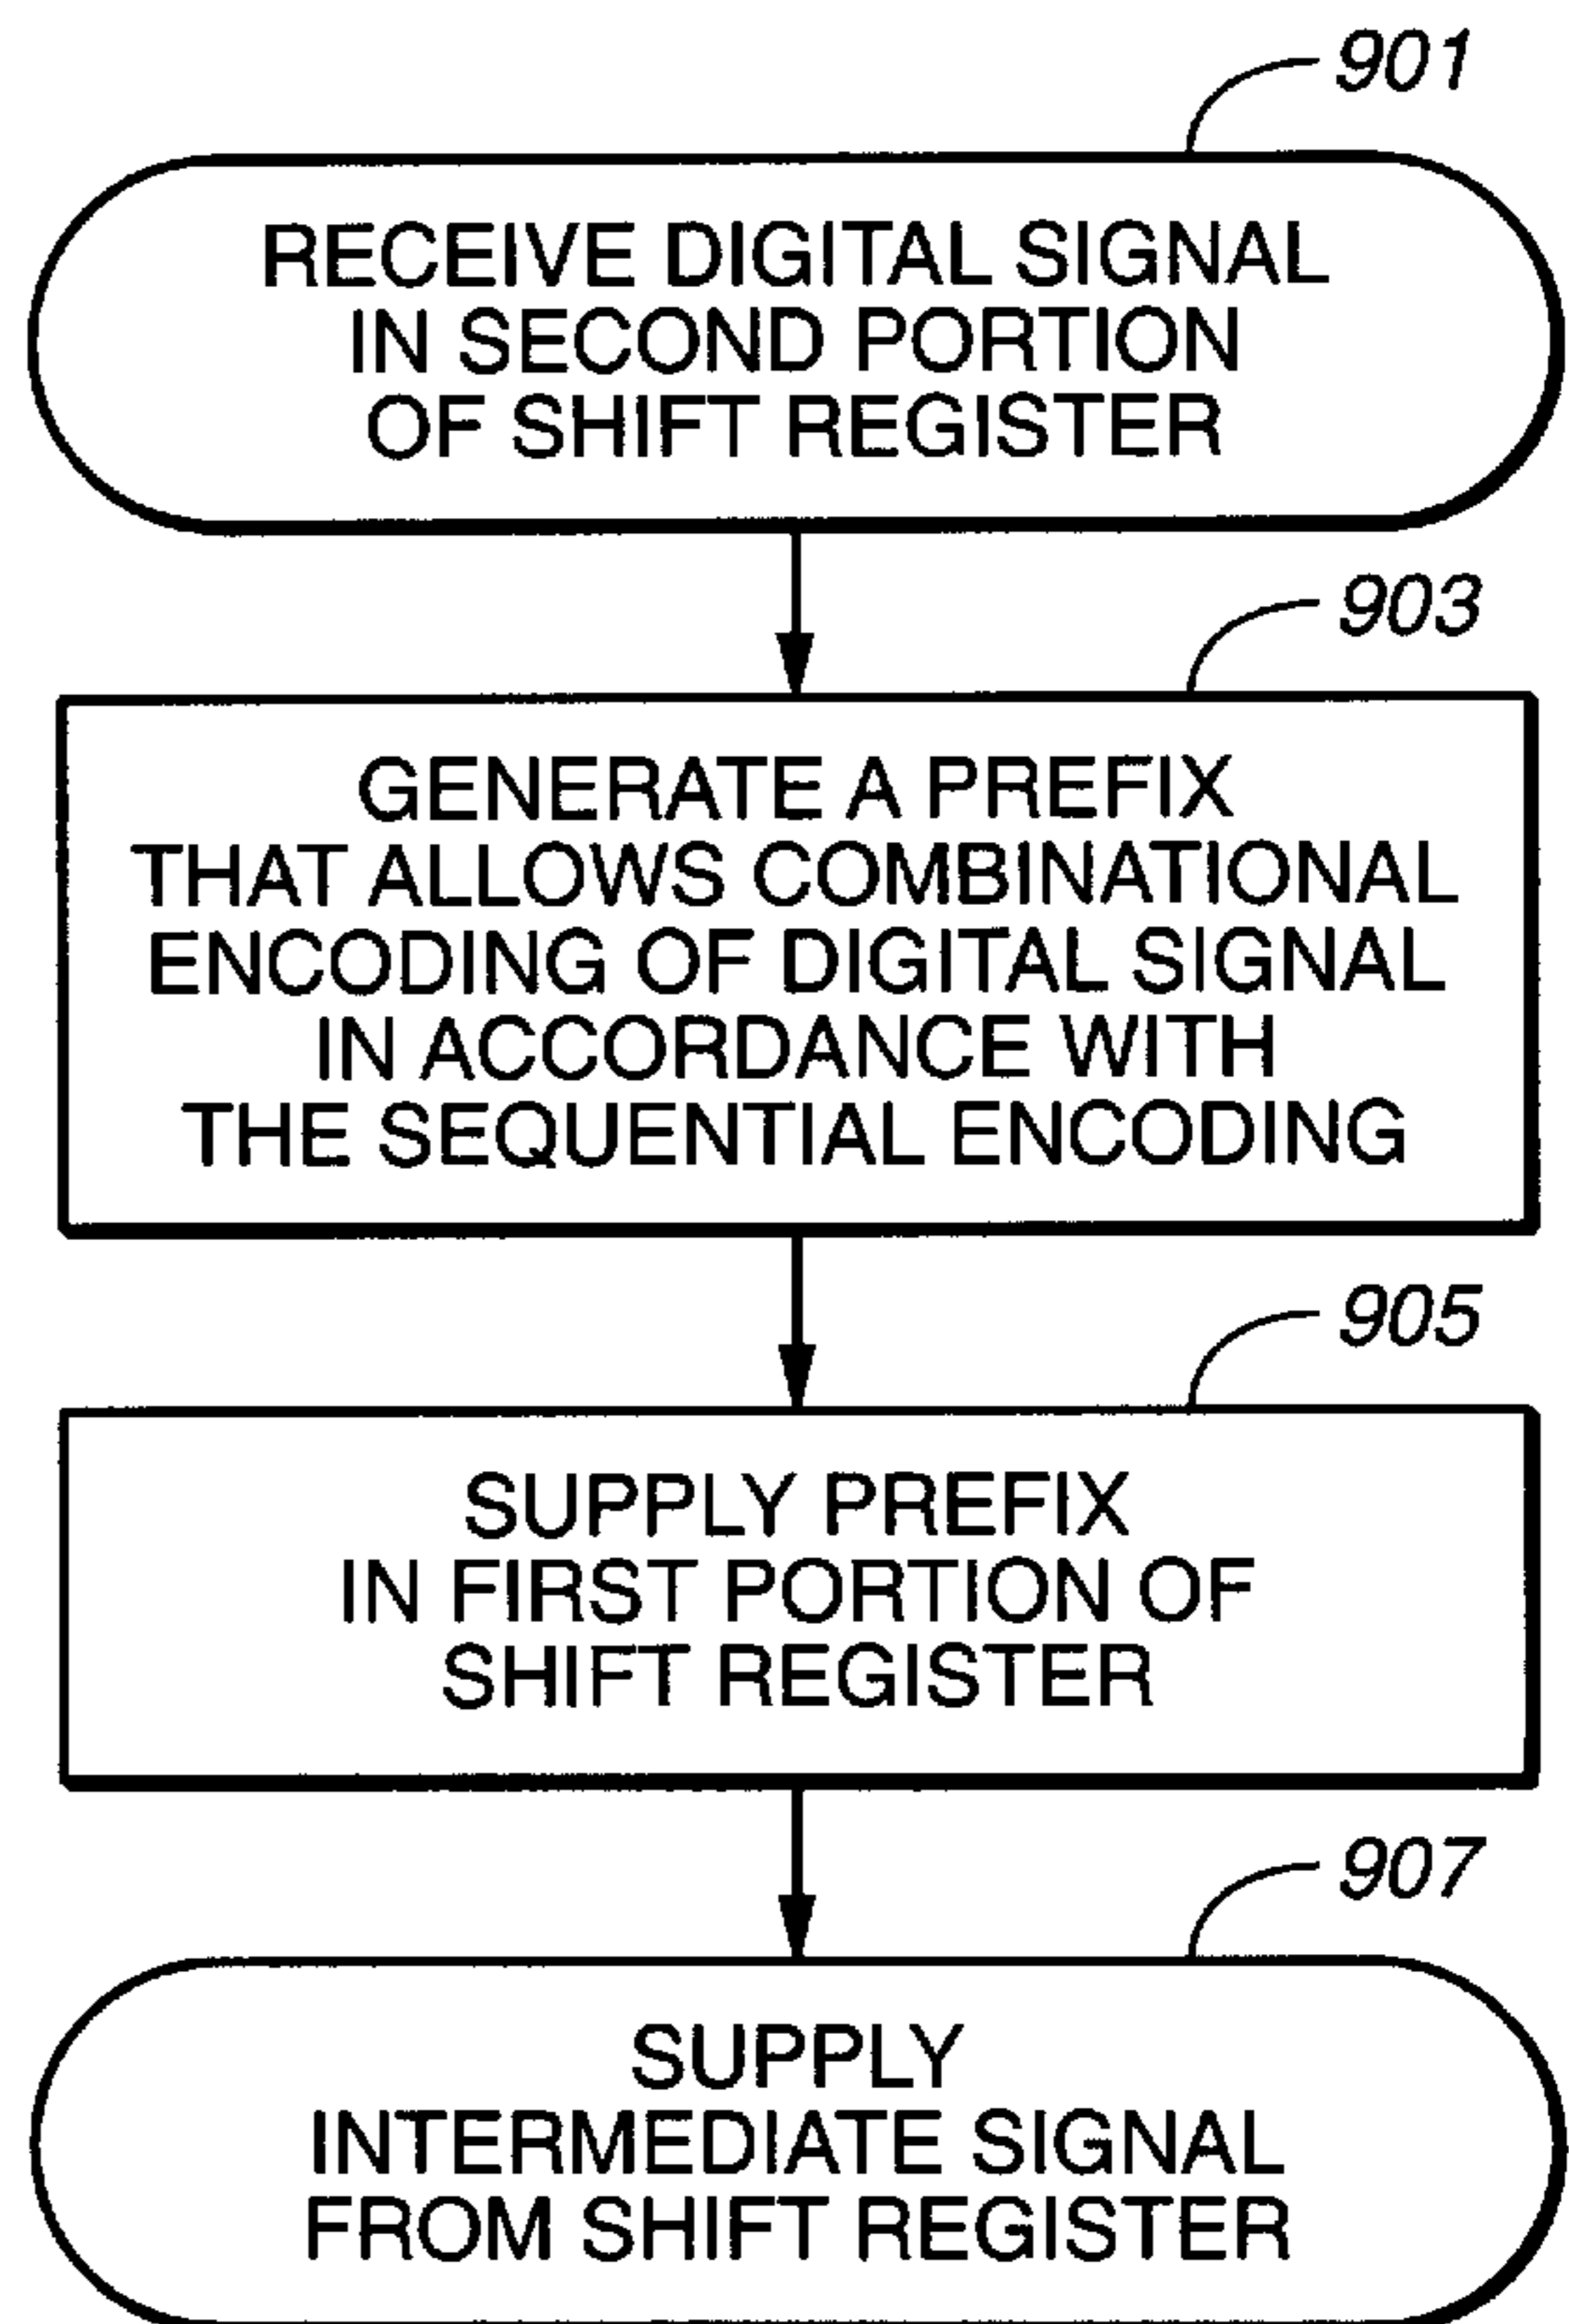 901
RECEIVE DIGITAL SIGNAL
IN SECOND PORTION
OF SHIFT REGISTER
903
GENERATE A PREFIX
THAT ALLOWS COMBINATIONAL
ENCODING OF DIGITAL SIGNAL
IN ACCORDANCE WITH
THE SEQUENTIAL ENCODING
905
SUPPLY PREFIX
IN FIRST PORTION OF
SHIFT REGISTER
907
SUPPLY
INTERMEDIATE SIGNAL
FROM SHIFT REGISTER